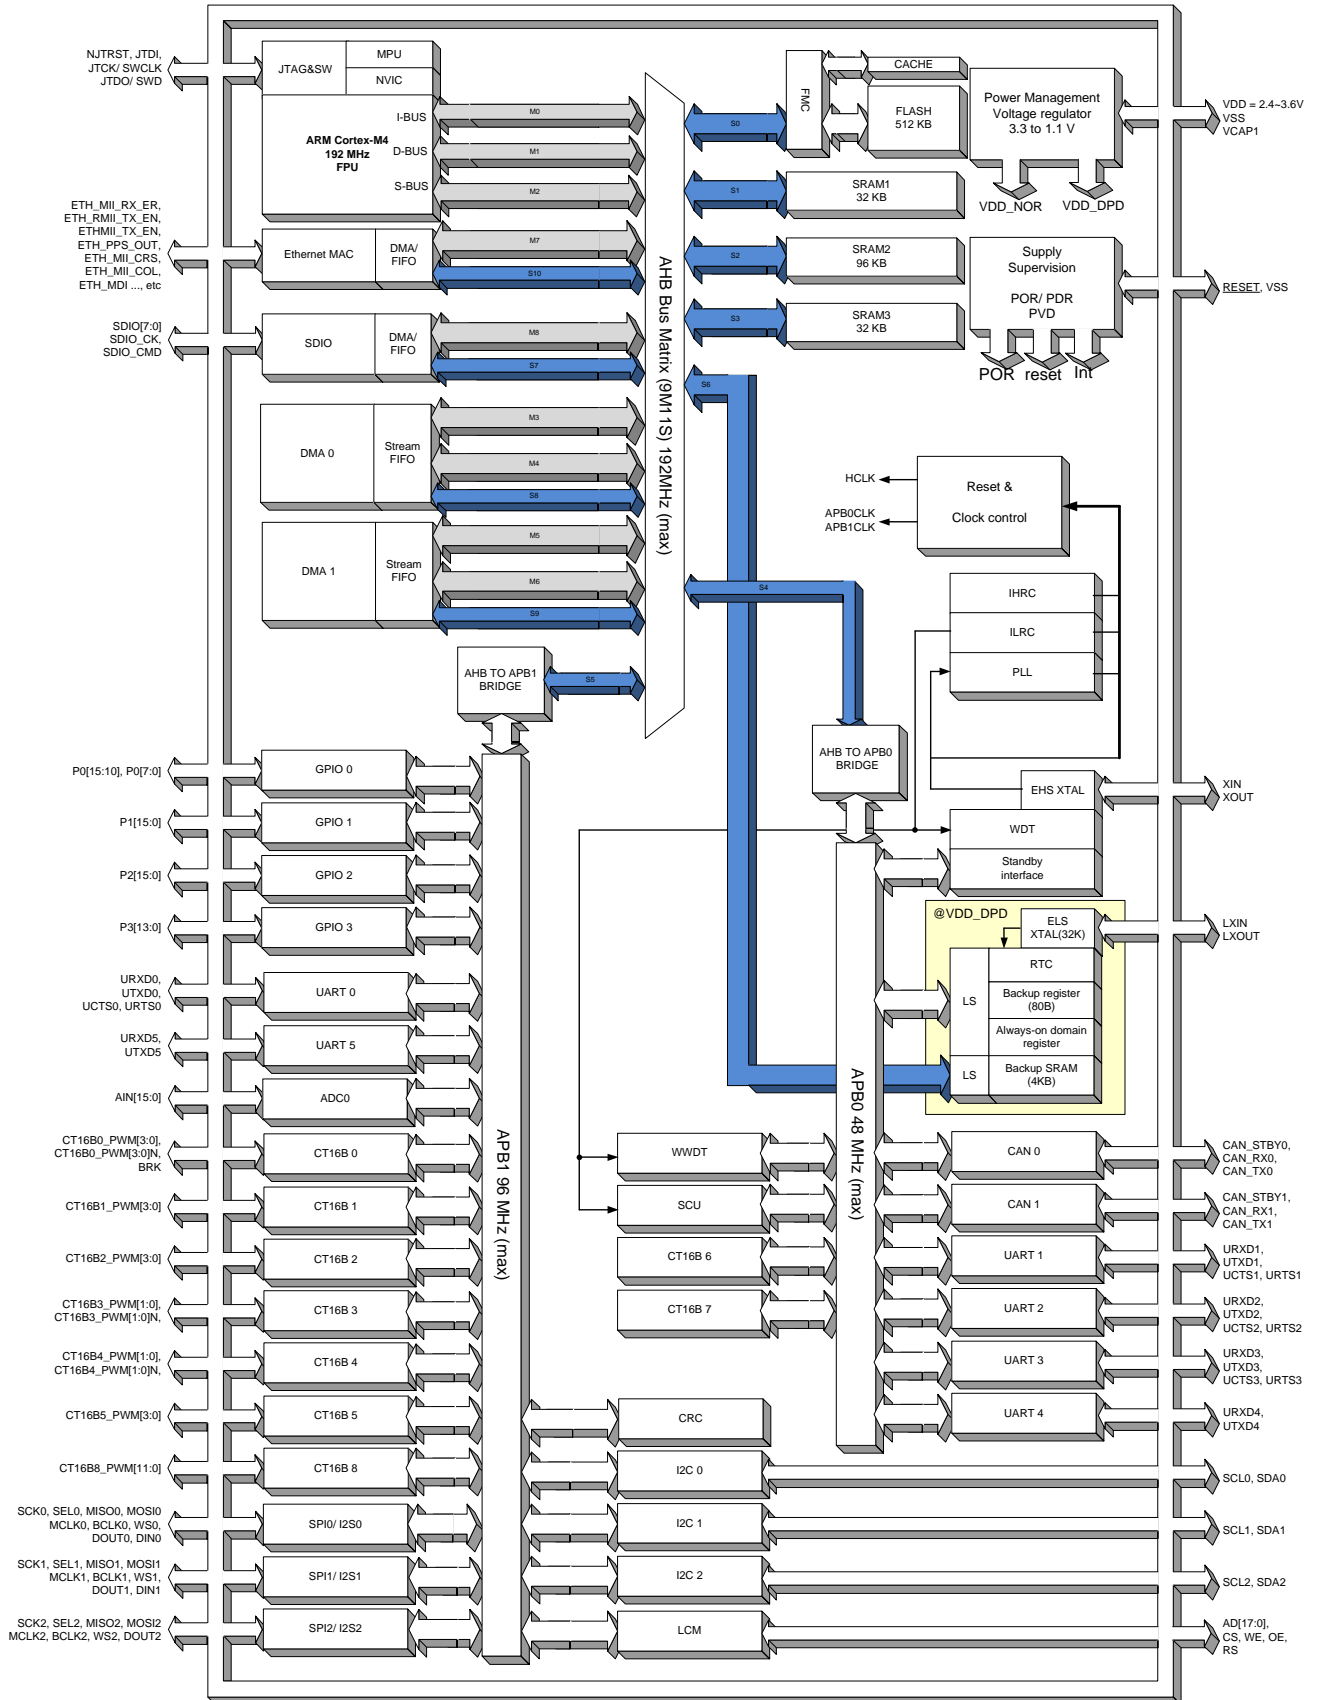 NJTRST, JTDI,
JTCK/ SWCLK
JTDO/ SWD
JTAG&SW
MPU
NVIC
ARM Cortex-M4
192 MHz
FPU
I-BUS
D-BUS
S-BUS
M0
M1
M2
ETH_MII_RX_ER,
ETH_RMII_TX_EN,
ETHMII_TX_EN,
ETH_PPS_OUT,
ETH_MII_CRS,
ETH_MII_COL,
ETH_MDI ..., etc
Ethernet MAC
DMA/
FIFO
M7
S10
SDIO[7:0]
SDIO_CK,
SDIO_CMD
SDIO
DMA/
FIFO
M8
S7
DMA 0
Stream
FIFO
M3
M4
S8
DMA 1
Stream
FIFO
M5
M6
S9
AHB Bus Matrix (9M11S) 192MHz (max)
S0
S1
S2
S3
S6
S4
S5
FMC
CACHE
FLASH
512 KB
SRAM1
32 KB
SRAM2
96 KB
SRAM3
32 KB
Power Management
Voltage regulator
3.3 to 1.1 V
VDD_NOR
VDD_DPD
VDD = 2.4~3.6V
VSS
VCAP1
Supply
Supervision
POR/ PDR
PVD
POR
reset
Int
RESET, VSS
HCLK
APB0CLK
APB1CLK
Reset &
Clock control
IHRC
ILRC
PLL
AHB TO APB1
BRIDGE
AHB TO APB0
BRIDGE
EHS XTAL
WDT
Standby
interface
XIN
XOUT
@VDD_DPD
ELS
XTAL(32K)
RTC
LS
Backup register
(80B)
Always-on domain
register
LS
Backup SRAM
(4KB)
LXIN
LXOUT
P0[15:10], P0[7:0]
GPIO 0
P1[15:0]
GPIO 1
P2[15:0]
GPIO 2
P3[13:0]
GPIO 3
URXD0,
UTXD0,
UCTS0, URTS0
UART 0
URXD5,
UTXD5
UART 5
AIN[15:0]
ADC0
CT16B0_PWM[3:0],
CT16B0_PWM[3:0]N,
BRK
CT16B 0
CT16B1_PWM[3:0]
CT16B 1
CT16B2_PWM[3:0]
CT16B 2
CT16B3_PWM[1:0],
CT16B3_PWM[1:0]N,
CT16B 3
CT16B4_PWM[1:0],
CT16B4_PWM[1:0]N,
CT16B 4
CT16B5_PWM[3:0]
CT16B 5
CT16B8_PWM[11:0]
CT16B 8
SCK0, SEL0, MISO0, MOSI0
MCLK0, BCLK0, WS0,
DOUT0, DIN0
SPI0/ I2S0
SCK1, SEL1, MISO1, MOSI1
MCLK1, BCLK1, WS1,
DOUT1, DIN1
SPI1/ I2S1
SCK2, SEL2, MISO2, MOSI2
MCLK2, BCLK2, WS2, DOUT2
SPI2/ I2S2
APB1 96 MHz (max)
APB0 48 MHz (max)
WWDT
SCU
CT16B 6
CT16B 7
CRC
I2C 0
I2C 1
I2C 2
LCM
CAN 0
CAN_STBY0,
CAN_RX0,
CAN_TX0
CAN 1
CAN_STBY1,
CAN_RX1,
CAN_TX1
UART 1
URXD1,
UTXD1,
UCTS1, URTS1
UART 2
URXD2,
UTXD2,
UCTS2, URTS2
UART 3
URXD3,
UTXD3,
UCTS3, URTS3
UART 4
URXD4,
UTXD4
SCL0, SDA0
SCL1, SDA1
SCL2, SDA2
AD[17:0],
CS, WE, OE,
RS